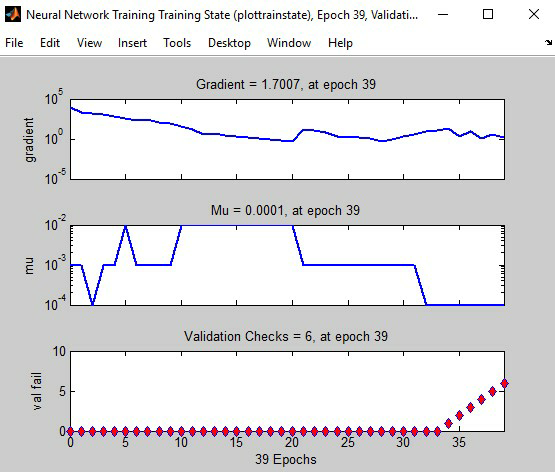 Neural Network Training Training State (plottrainstate), Epoch 39, Validati...
File Edit View Insert Tools Desktop Window Help
Gradient = 1.7007, at epoch 39
10^5
10^0
10^-5
gradient
Mu = 0.0001, at epoch 39
10^-2
10^-3
10^-4
mu
Validation Checks = 6, at epoch 39
10
5
0
val fail
0 5 10 15 20 25 30 35
39 Epochs